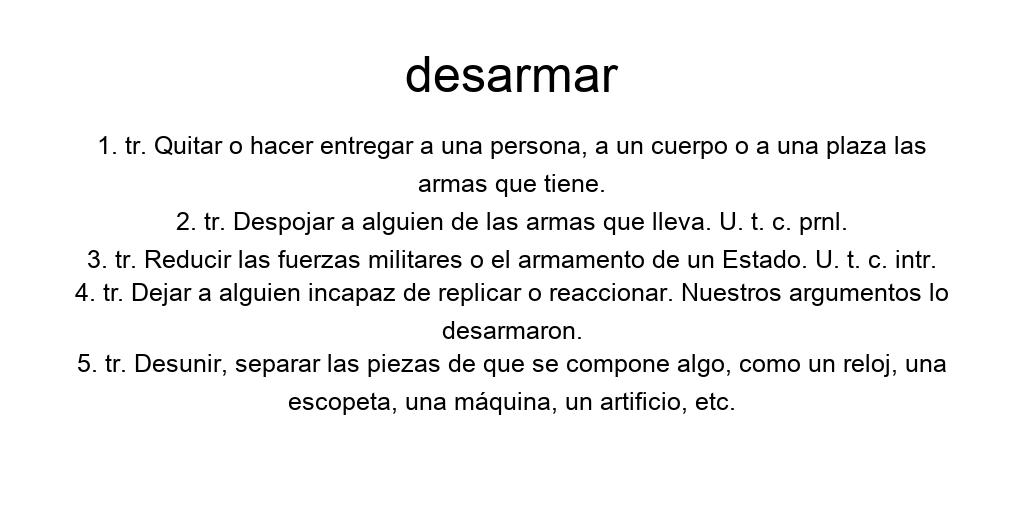 desarmar
1. tr. Quitar o hacer entregar a una persona, a un cuerpo o a una plaza las
armas que tiene.
2. tr. Despojar a alguien de las armas que lleva. U. t. c. prnl.
3. tr. Reducir las fuerzas militares o el armamento de un Estado. U. t. c. intr.
4. tr. Dejar a alguien incapaz de replicar o reaccionar. Nuestros argumentos lo
desarmaron.
5. tr. Desunir, separar las piezas de que se compone algo, como un reloj, una
escopeta, una máquina, un artificio, etc.